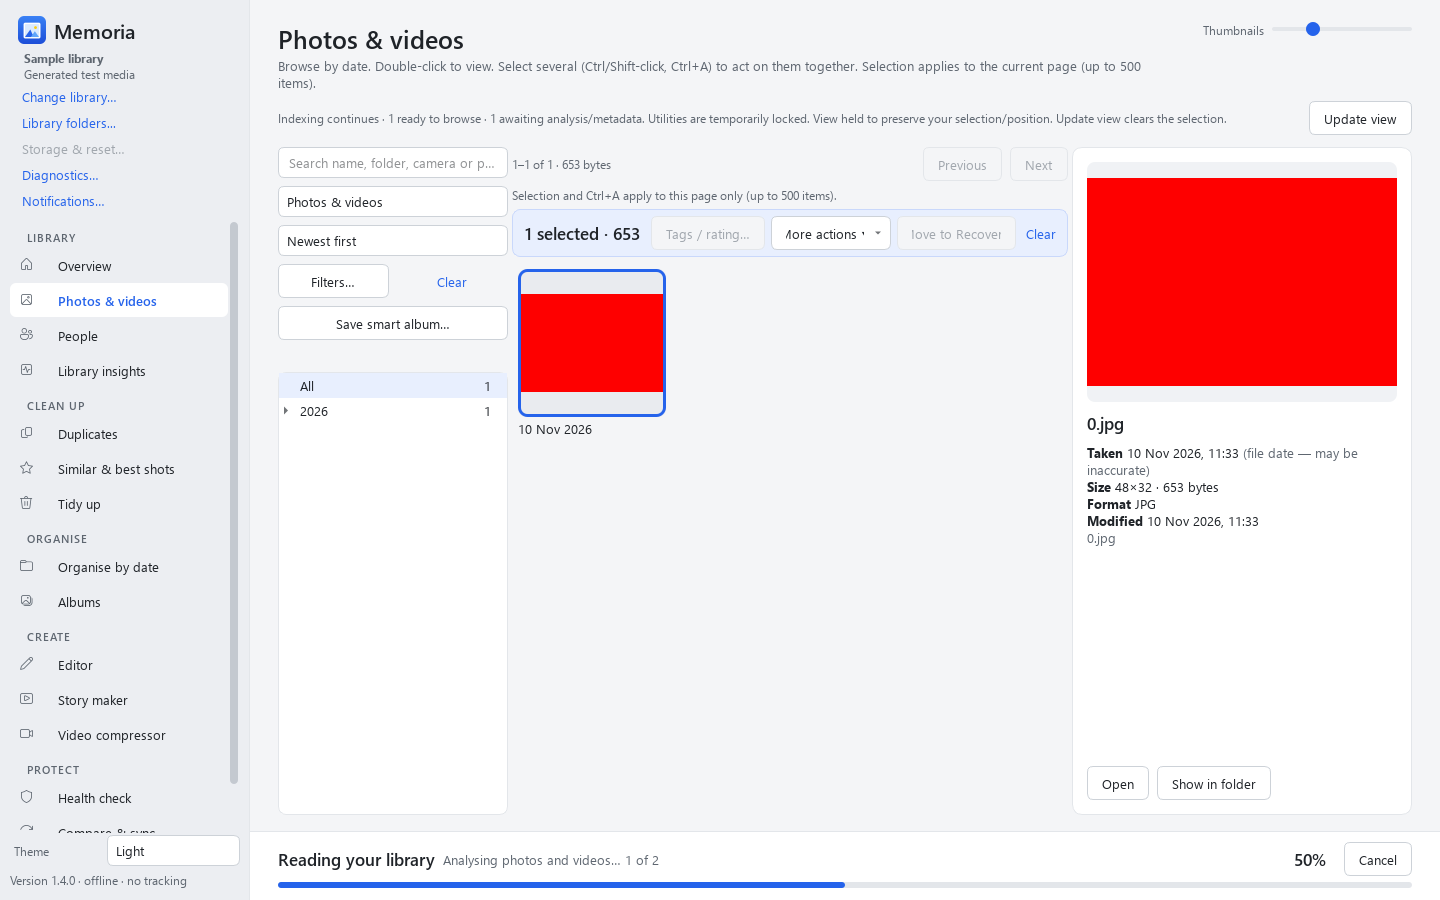 Memoria
Sample library
Generated test media
Change library...
Library folders...
Storage & reset...
Diagnostics...
Notifications...
LIBRARY
Overview
Photos & videos
People
Library insights
CLEAN UP
Duplicates
Similar & best shots
Tidy up
ORGANISE
Organise by date
Albums
CREATE
Editor
Story maker
Video compressor
PROTECT
Health check
Compare & sync
Theme
Light
Version 1.4.0 · offline · no tracking
Photos & videos
Thumbnails
Browse by date. Double-click to view. Select several (Ctrl/Shift-click, Ctrl+A) to act on them together. Selection applies to the current page (up to 500
items).
Indexing continues · 1 ready to browse · 1 awaiting analysis/metadata. Utilities are temporarily locked. View held to preserve your selection/position. Update view clears the selection.
Update view
Search name, folder, camera or p...
Photos & videos
Newest first
Filters...
Clear
Save smart album...
All 1
2026 1
1–1 of 1 · 653 bytes
Previous
Next
Selection and Ctrl+A apply to this page only (up to 500 items).
1 selected · 653
Tags / rating...
More actions
Move to Recover
Clear
10 Nov 2026
0.jpg
Taken 10 Nov 2026, 11:33 (file date — may be
inaccurate)
Size 48×32 · 653 bytes
Format JPG
Modified 10 Nov 2026, 11:33
0.jpg
Open
Show in folder
Reading your library
Analysing photos and videos... 1 of 2
50%
Cancel